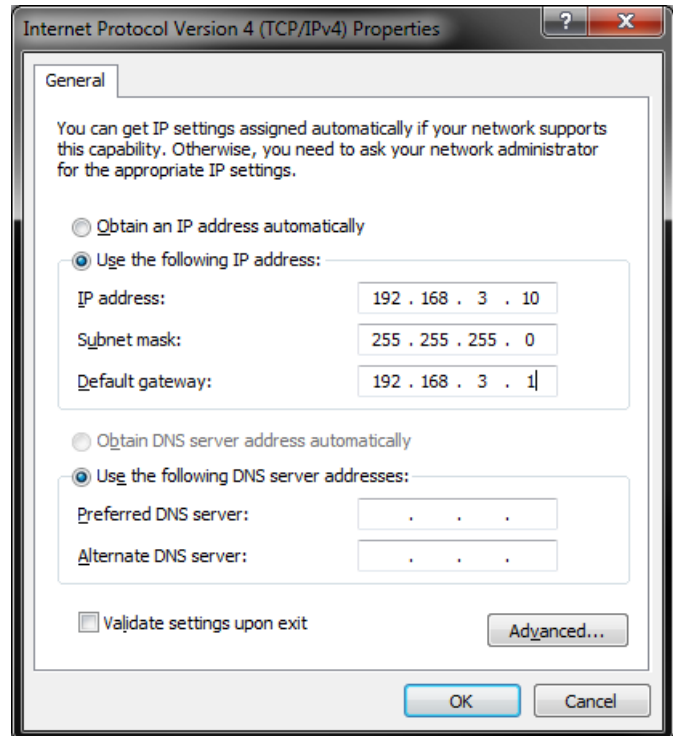 Internet Protocol Version 4 (TCP/IPv4) Properties
?
General
You can get IP settings assigned automatically if your network supports
this capability. Otherwise, you need to ask your network administrator
for the appropriate IP settings.
Obtain an IP address automatically
Use the following IP address:
IP address: 192 . 168 . 3 . 10
Subnet mask: 255 . 255 . 255 . 0
Default gateway: 192 . 168 . 3 . 1
Obtain DNS server address automatically
Use the following DNS server addresses:
Preferred DNS server: . . .
Alternate DNS server: . . .
Validate settings upon exit
Advanced...
OK Cancel